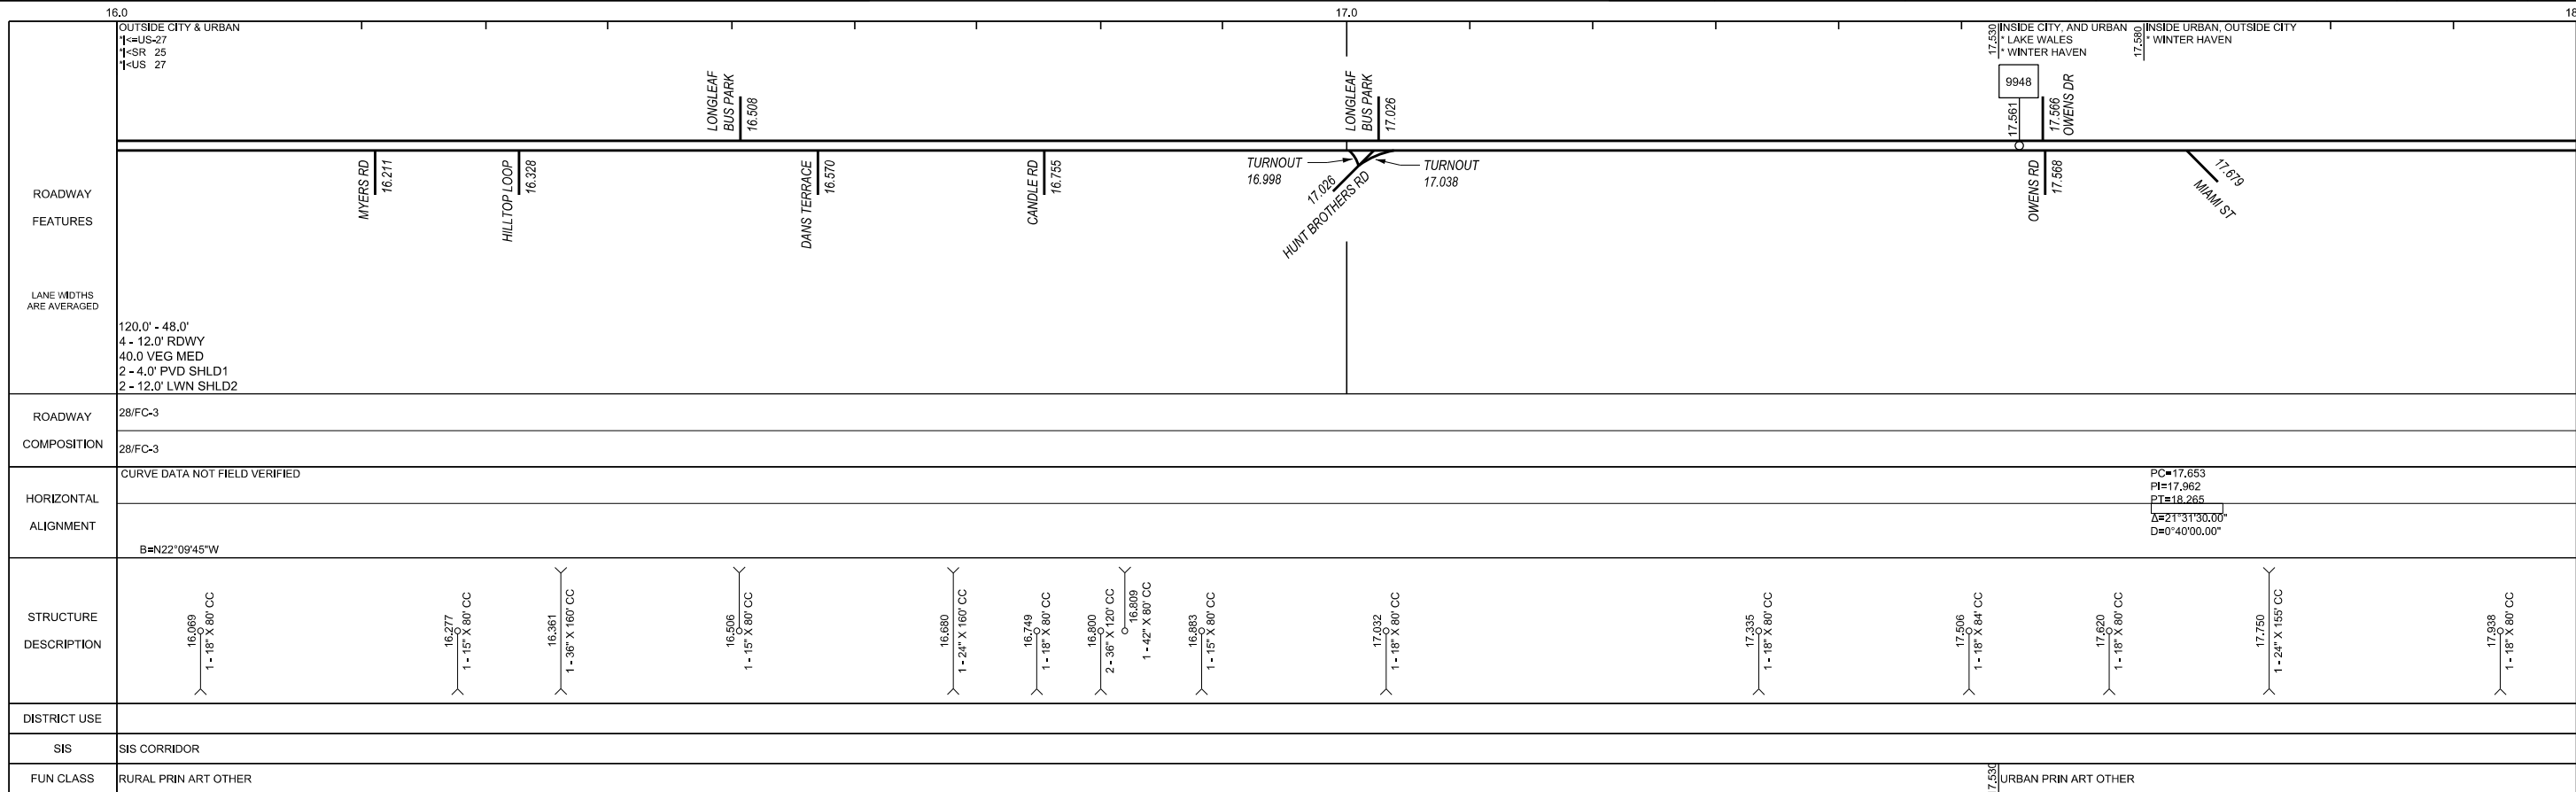 16.0
17.0
18
OUTSIDE CITY & URBAN
*|<=US-27
*|<SR 25
*|<US 27
17.530
INSIDE CITY, AND URBAN
* LAKE WALES
* WINTER HAVEN
17.580
INSIDE URBAN, OUTSIDE CITY
* WINTER HAVEN
LONGLEAF
BUS PARK
16.508
LONGLEAF
BUS PARK
17.026
9948
17.561
17.566
OWENS DR
ROADWAY
FEATURES
LANE WIDTHS
ARE AVERAGED
MYERS RD
16.211
HILLTOP LOOP
16.328
DANS TERRACE
16.570
CANDLE RD
16.755
TURNOUT
16.998
17.026
HUNT BROTHERS RD
TURNOUT
17.038
OWENS RD
17.568
17.679
MIAMI ST
120.0' - 48.0'
4 - 12.0' RDWY
40.0 VEG MED
2 - 4.0' PVD SHLD1
2 - 12.0' LWN SHLD2
ROADWAY
COMPOSITION
28/FC-3
28/FC-3
HORIZONTAL
ALIGNMENT
CURVE DATA NOT FIELD VERIFIED
B=N22°09'45"W
PC=17.653
PI=17.962
PT=18.265
Δ=21°31'30.00"
D=0°40'00.00"
STRUCTURE
DESCRIPTION
16.069
1 - 18" X 80' CC
16.277
1 - 15" X 80' CC
16.361
1 - 36" X 160' CC
16.506
1 - 15" X 80' CC
16.680
1 - 24" X 160' CC
16.749
1 - 18" X 80' CC
16.800
2 - 36" X 120' CC
16.809
1 - 42" X 80' CC
16.883
1 - 15" X 80' CC
17.032
1 - 18" X 80' CC
17.335
1 - 18" X 80' CC
17.506
1 - 18" X 84' CC
17.620
1 - 18" X 80' CC
17.750
1 - 24" X 155' CC
17.938
1 - 18" X 80' CC
DISTRICT USE
SIS
SIS CORRIDOR
FUN CLASS
RURAL PRIN ART OTHER
17.530
URBAN PRIN ART OTHER